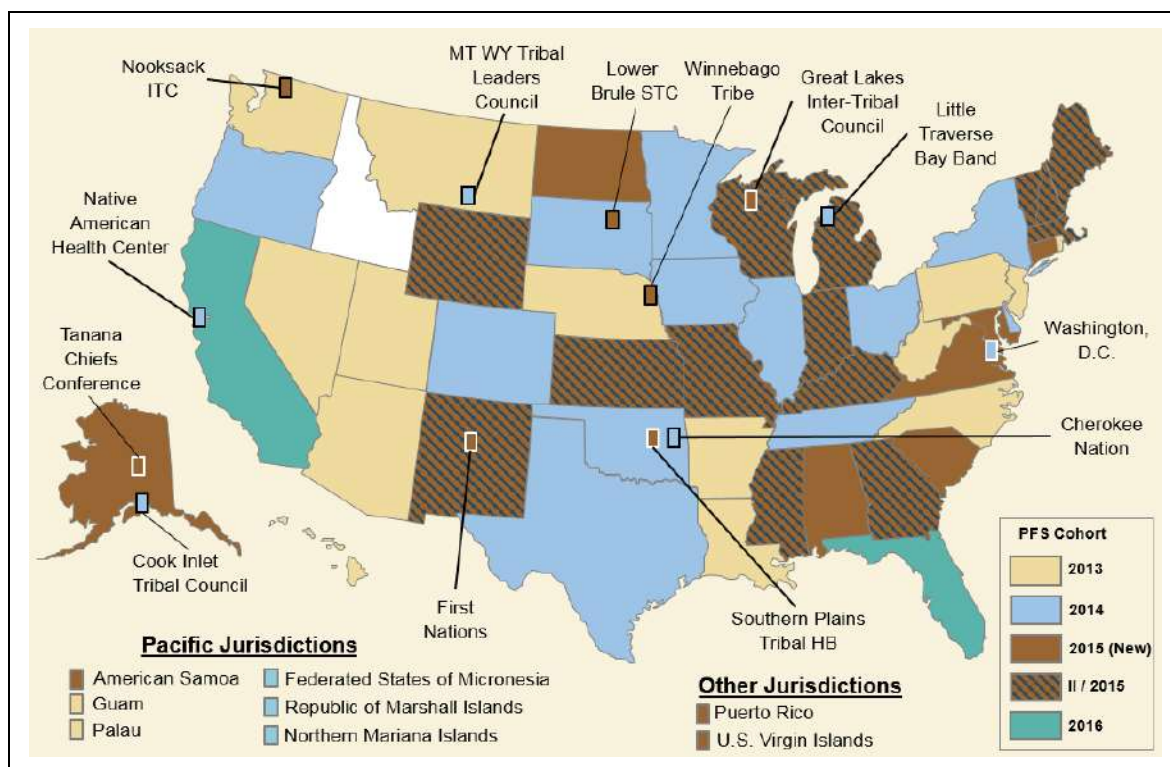 Nooksack
ITC
MT WY Tribal
Leaders
Council
Lower
Brule STC
Winnebago
Tribe
Great Lakes
Inter-Tribal
Council
Little
Traverse
Bay Band
Native
American
Health Center
Tanana
Chiefs
Conference
Washington,
D.C.
Cherokee
Nation
Cook Inlet
Tribal Council
First
Nations
Southern Plains
Tribal HB
PFS Cohort
2013
2014
2015 (New)
II / 2015
2016
Pacific Jurisdictions
American Samoa
Guam
Palau
Federated States of Micronesia
Republic of Marshall Islands
Northern Mariana Islands
Other Jurisdictions
Puerto Rico
U.S. Virgin Islands